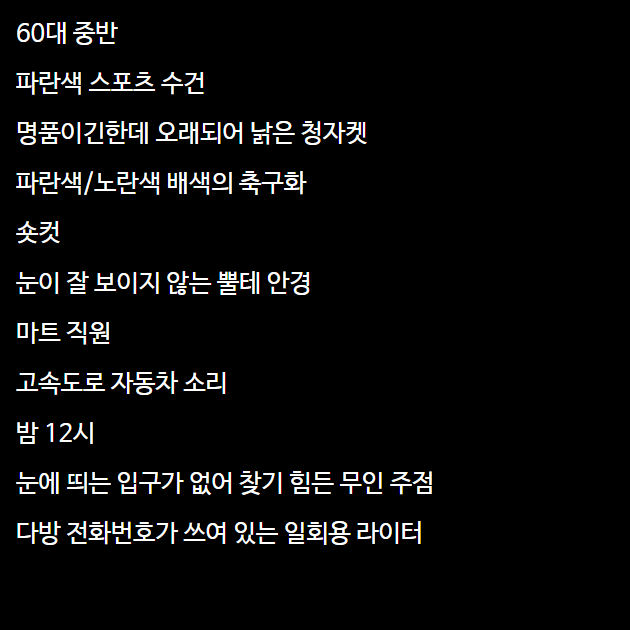 60대 중반
파란색 스포츠 수건
명품이긴한데 오래되어 낡은 청자켓
파란색/노란색 배색의 축구화
숏컷
눈이 잘 보이지 않는 뿔테 안경
마트 직원
고속도로 자동차 소리
밤 12시
눈에 띄는 입구가 없어 찾기 힘든 무인 주점
다방 전화번호가 쓰여 있는 일회용 라이터